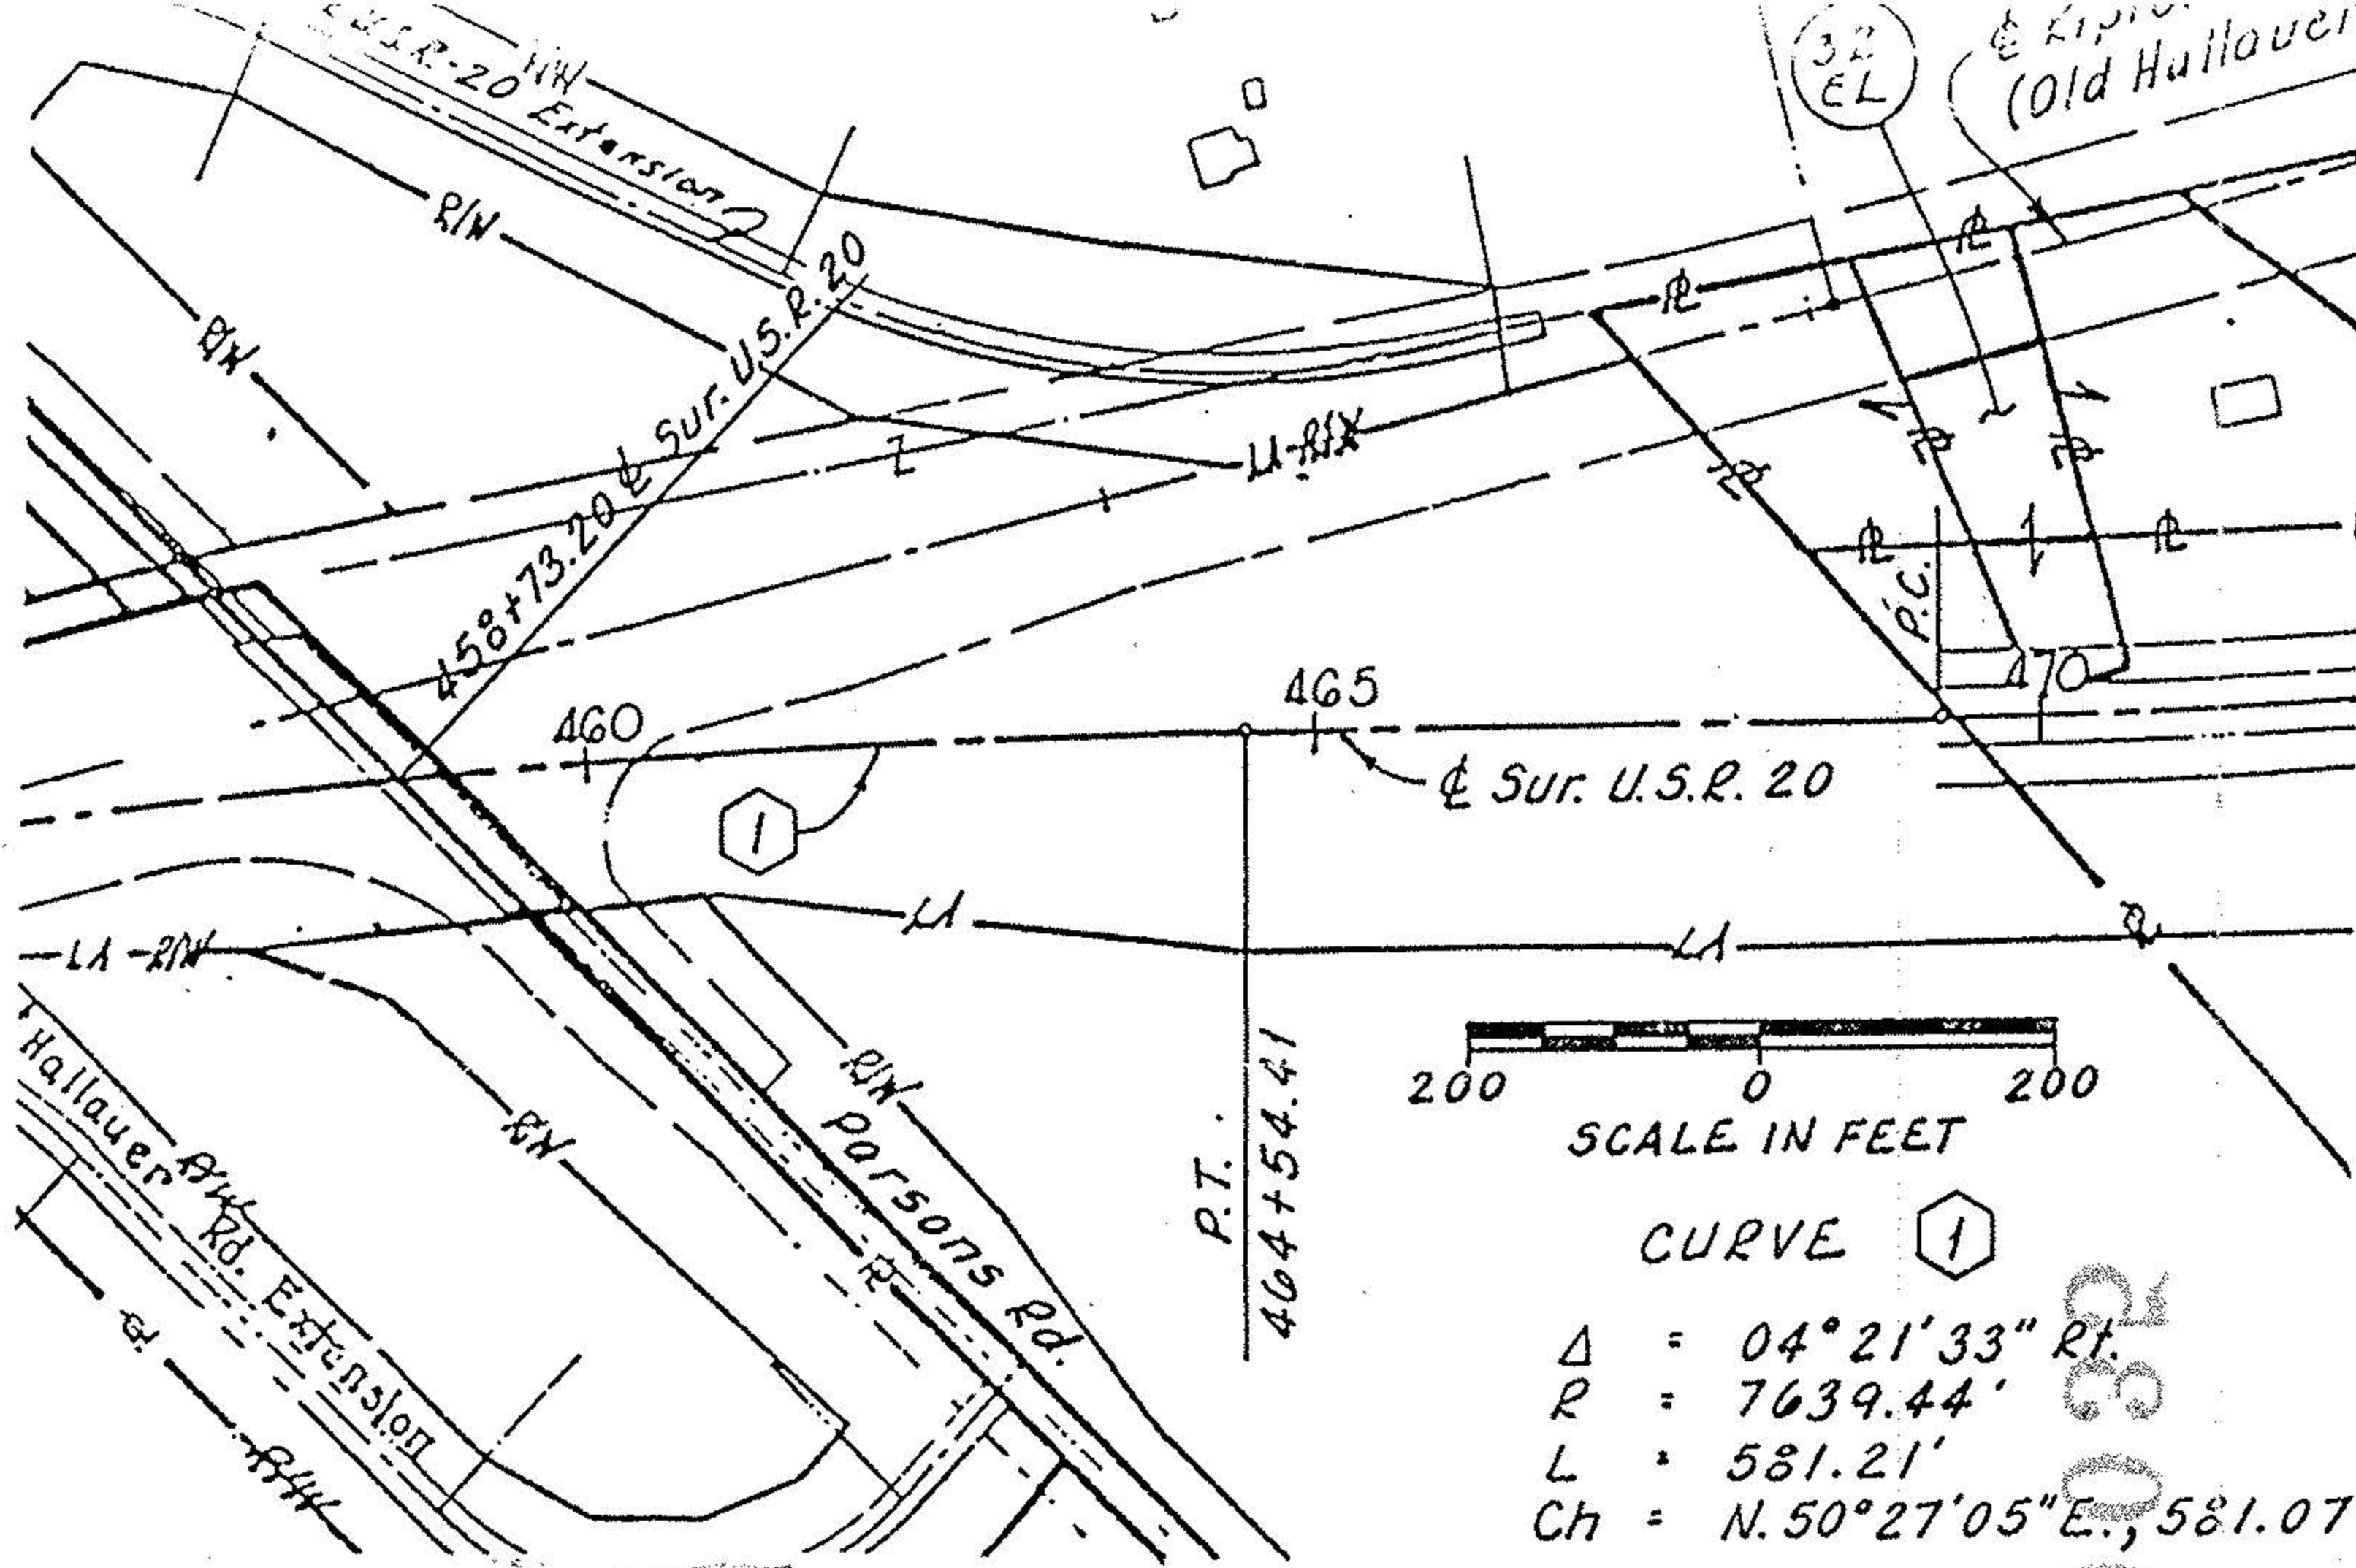 U.S.R.-20 Extension
R/W
32
EL
(Old Hallauer
R/W
R/W
458+73.20 ℄ Sur. U.S.R. 20
LA-R/W
P
P
P
P
P
P
P
P.C.
470
460
465
℄ Sur. U.S.R. 20
1
LA-R/W
LA
LA
P
R/W
R/W
Hallauer Rd. Extension
R/W
P
R/W
Parsons Rd.
P
P.T.
464+54.41
200 0 200
SCALE IN FEET
CURVE 1
Δ = 04°21'33" Rt.
R = 7639.44'
L = 581.21'
Ch = N.50°27'05"E., 581.07